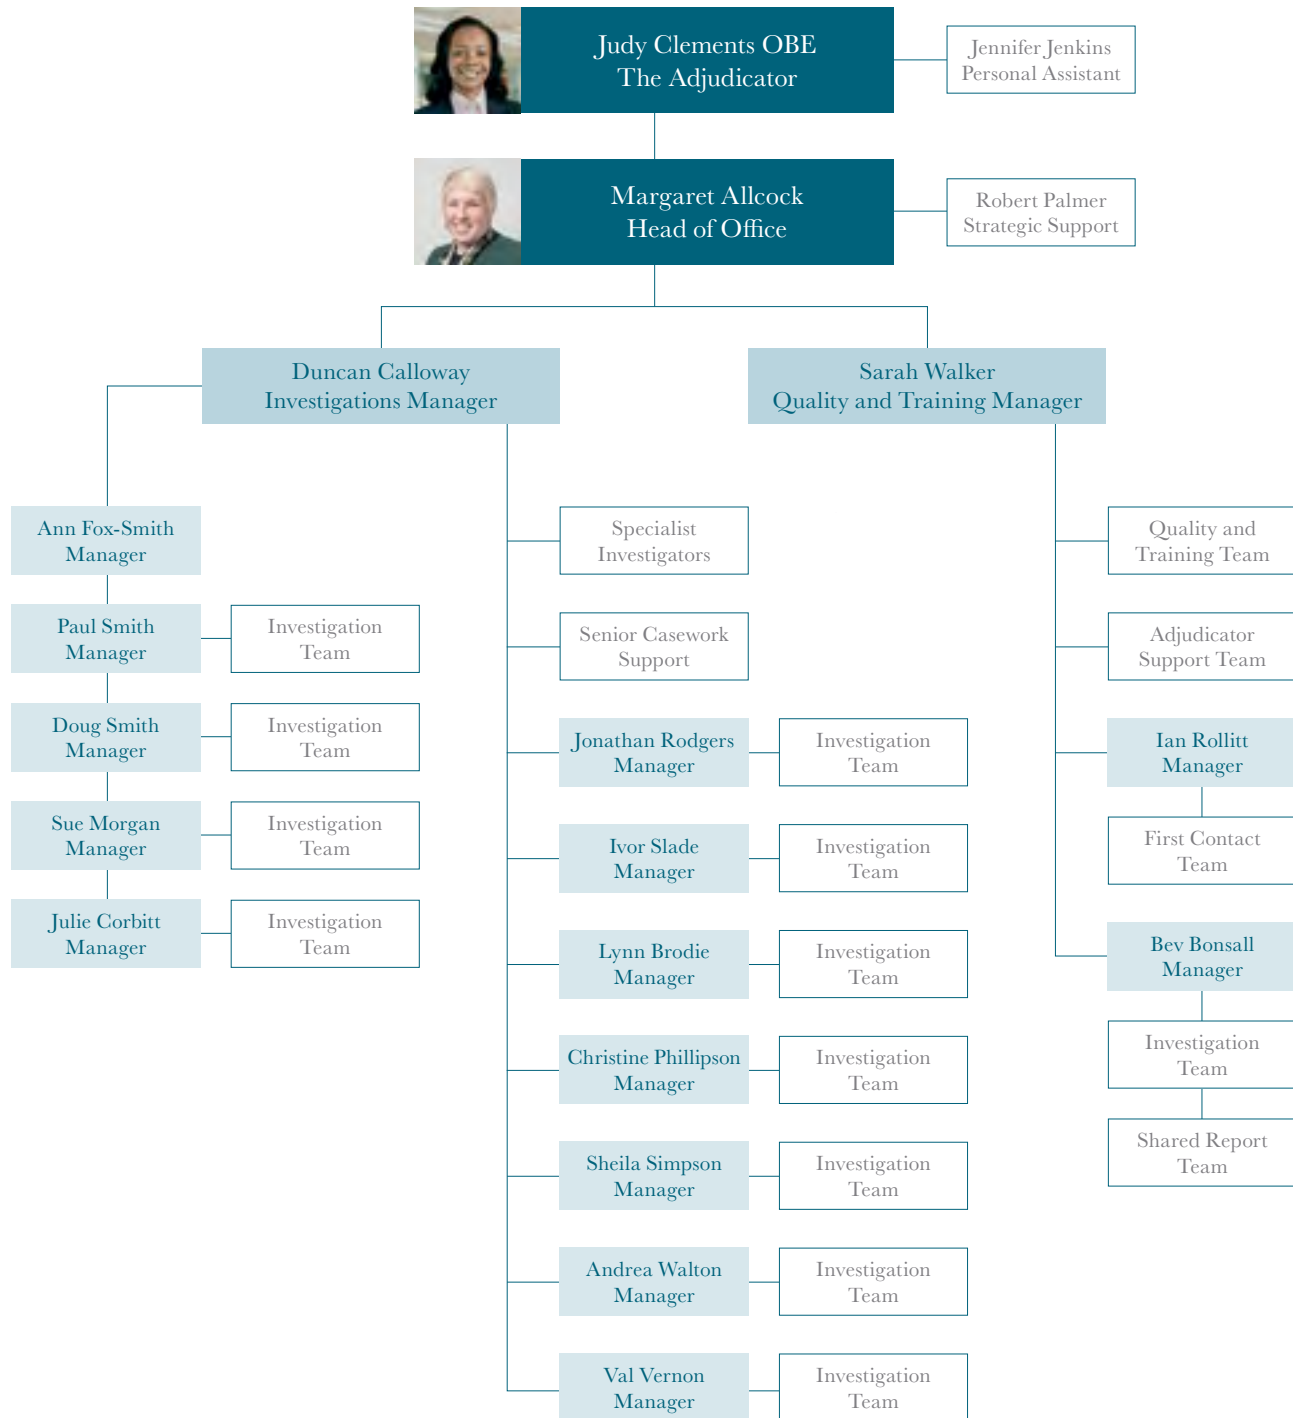 Judy Clements OBE
The Adjudicator
Jennifer Jenkins
Personal Assistant
Margaret Allcock
Head of Office
Robert Palmer
Strategic Support
Duncan Calloway
Investigations Manager
Sarah Walker
Quality and Training Manager
Ann Fox-Smith
Manager
Paul Smith
Manager
Investigation
Team
Doug Smith
Manager
Investigation
Team
Sue Morgan
Manager
Investigation
Team
Julie Corbitt
Manager
Investigation
Team
Specialist
Investigators
Senior Casework
Support
Jonathan Rodgers
Manager
Investigation
Team
Ivor Slade
Manager
Investigation
Team
Lynn Brodie
Manager
Investigation
Team
Christine Phillipson
Manager
Investigation
Team
Sheila Simpson
Manager
Investigation
Team
Andrea Walton
Manager
Investigation
Team
Val Vernon
Manager
Investigation
Team
Quality and
Training Team
Adjudicator
Support Team
Ian Rollitt
Manager
First Contact
Team
Bev Bonsall
Manager
Investigation
Team
Shared Report
Team